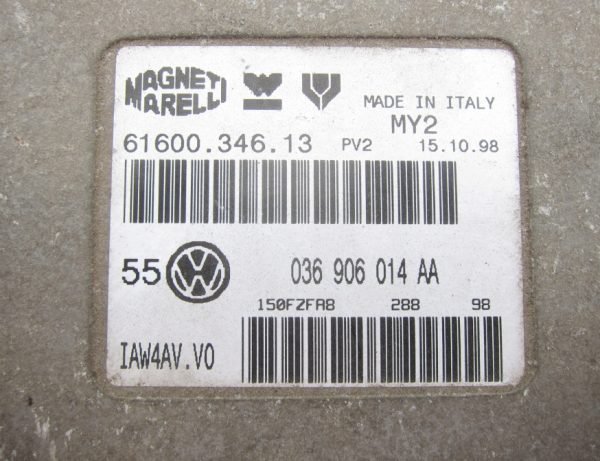 MAGNETI MARELLI
MADE IN ITALY
MY2
61600.346.13 PV2 15.10.98
55 VW 036 906 014 AA
150FZFA8 288 98
IAW4AV.V0